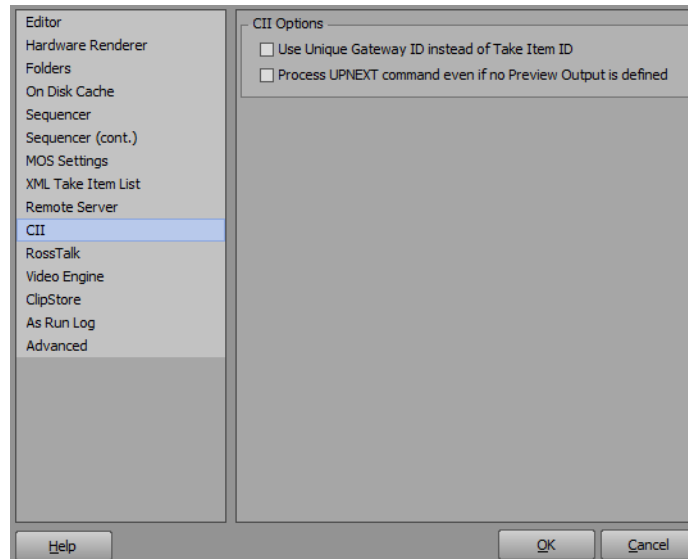 Editor
Hardware Renderer
Folders
On Disk Cache
Sequencer
Sequencer (cont.)
MOS Settings
XML Take Item List
Remote Server
CII
RossTalk
Video Engine
ClipStore
As Run Log
Advanced
CII Options
Use Unique Gateway ID instead of Take Item ID
Process UPNEXT command even if no Preview Output is defined
Help
OK
Cancel